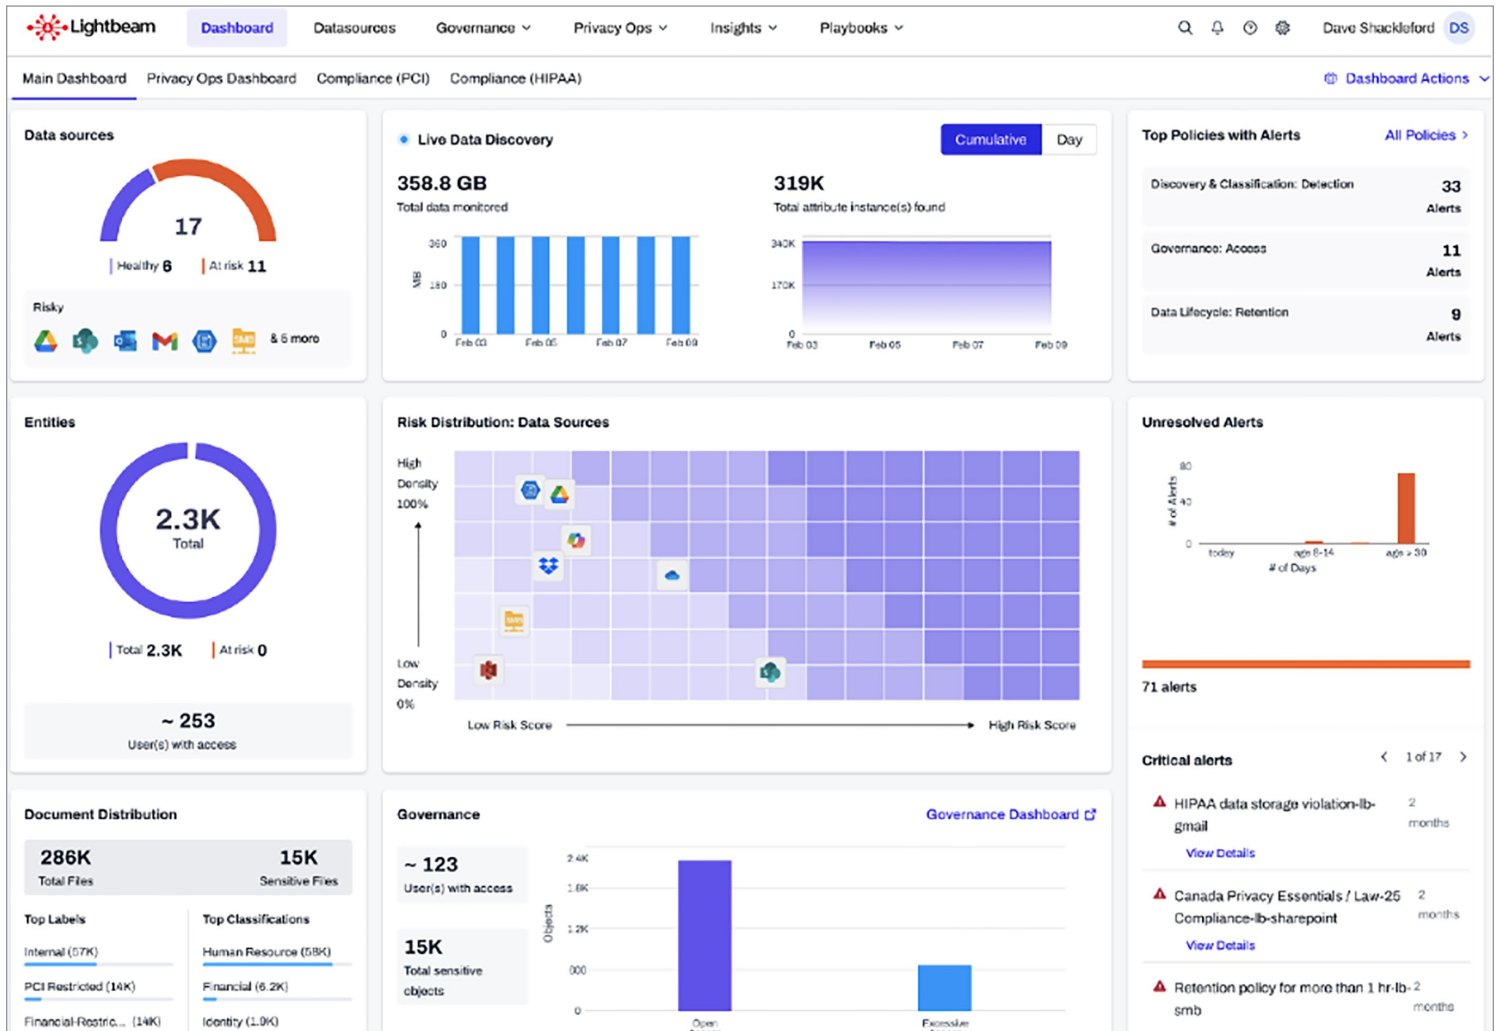 Lightbeam
Dashboard
Datasources
Governance
Privacy Ops
Insights
Playbooks
Dave Shackleford
DS
Main Dashboard
Privacy Ops Dashboard
Compliance (PCI)
Compliance (HIPAA)
Dashboard Actions
Data sources
17
Healthy 6
At risk 11
Risky
SMB
& 5 more
Live Data Discovery
Cumulative
Day
358.8 GB
Total data monitored
360
180
0
MB
Feb 03
Feb 05
Feb 07
Feb 09
319K
Total attribute instance(s) found
340K
170K
0
Feb 03
Feb 05
Feb 07
Feb 09
Top Policies with Alerts
All Policies >
Discovery & Classification: Detection
33
Alerts
Governance: Access
11
Alerts
Data Lifecycle: Retention
9
Alerts
Entities
2.3K
Total
Total 2.3K
At risk 0
~ 253
User(s) with access
Risk Distribution: Data Sources
High
Density
100%
Low
Density
0%
Low Risk Score
High Risk Score
Unresolved Alerts
80
40
0
# of Alerts
today
age 8-14
age > 30
# of Days
71 alerts
Critical alerts
1 of 17
HIPAA data storage violation-lb-
gmail
2
months
View Details
Canada Privacy Essentials / Law-25
Compliance-lb-sharepoint
2
months
View Details
Retention policy for more than 1 hr-lb-
smb
2
months
Document Distribution
286K
Total Files
15K
Sensitive Files
Top Labels
Internal (57K)
PCI Restricted (14K)
Financial-Restric... (14K)
Top Classifications
Human Resource (58K)
Financial (6.2K)
Identity (1.9K)
Governance
Governance Dashboard
~ 123
User(s) with access
15K
Total sensitive
objects
Objects
2.4K
1.8K
1.2K
600
0
Open
Excessive